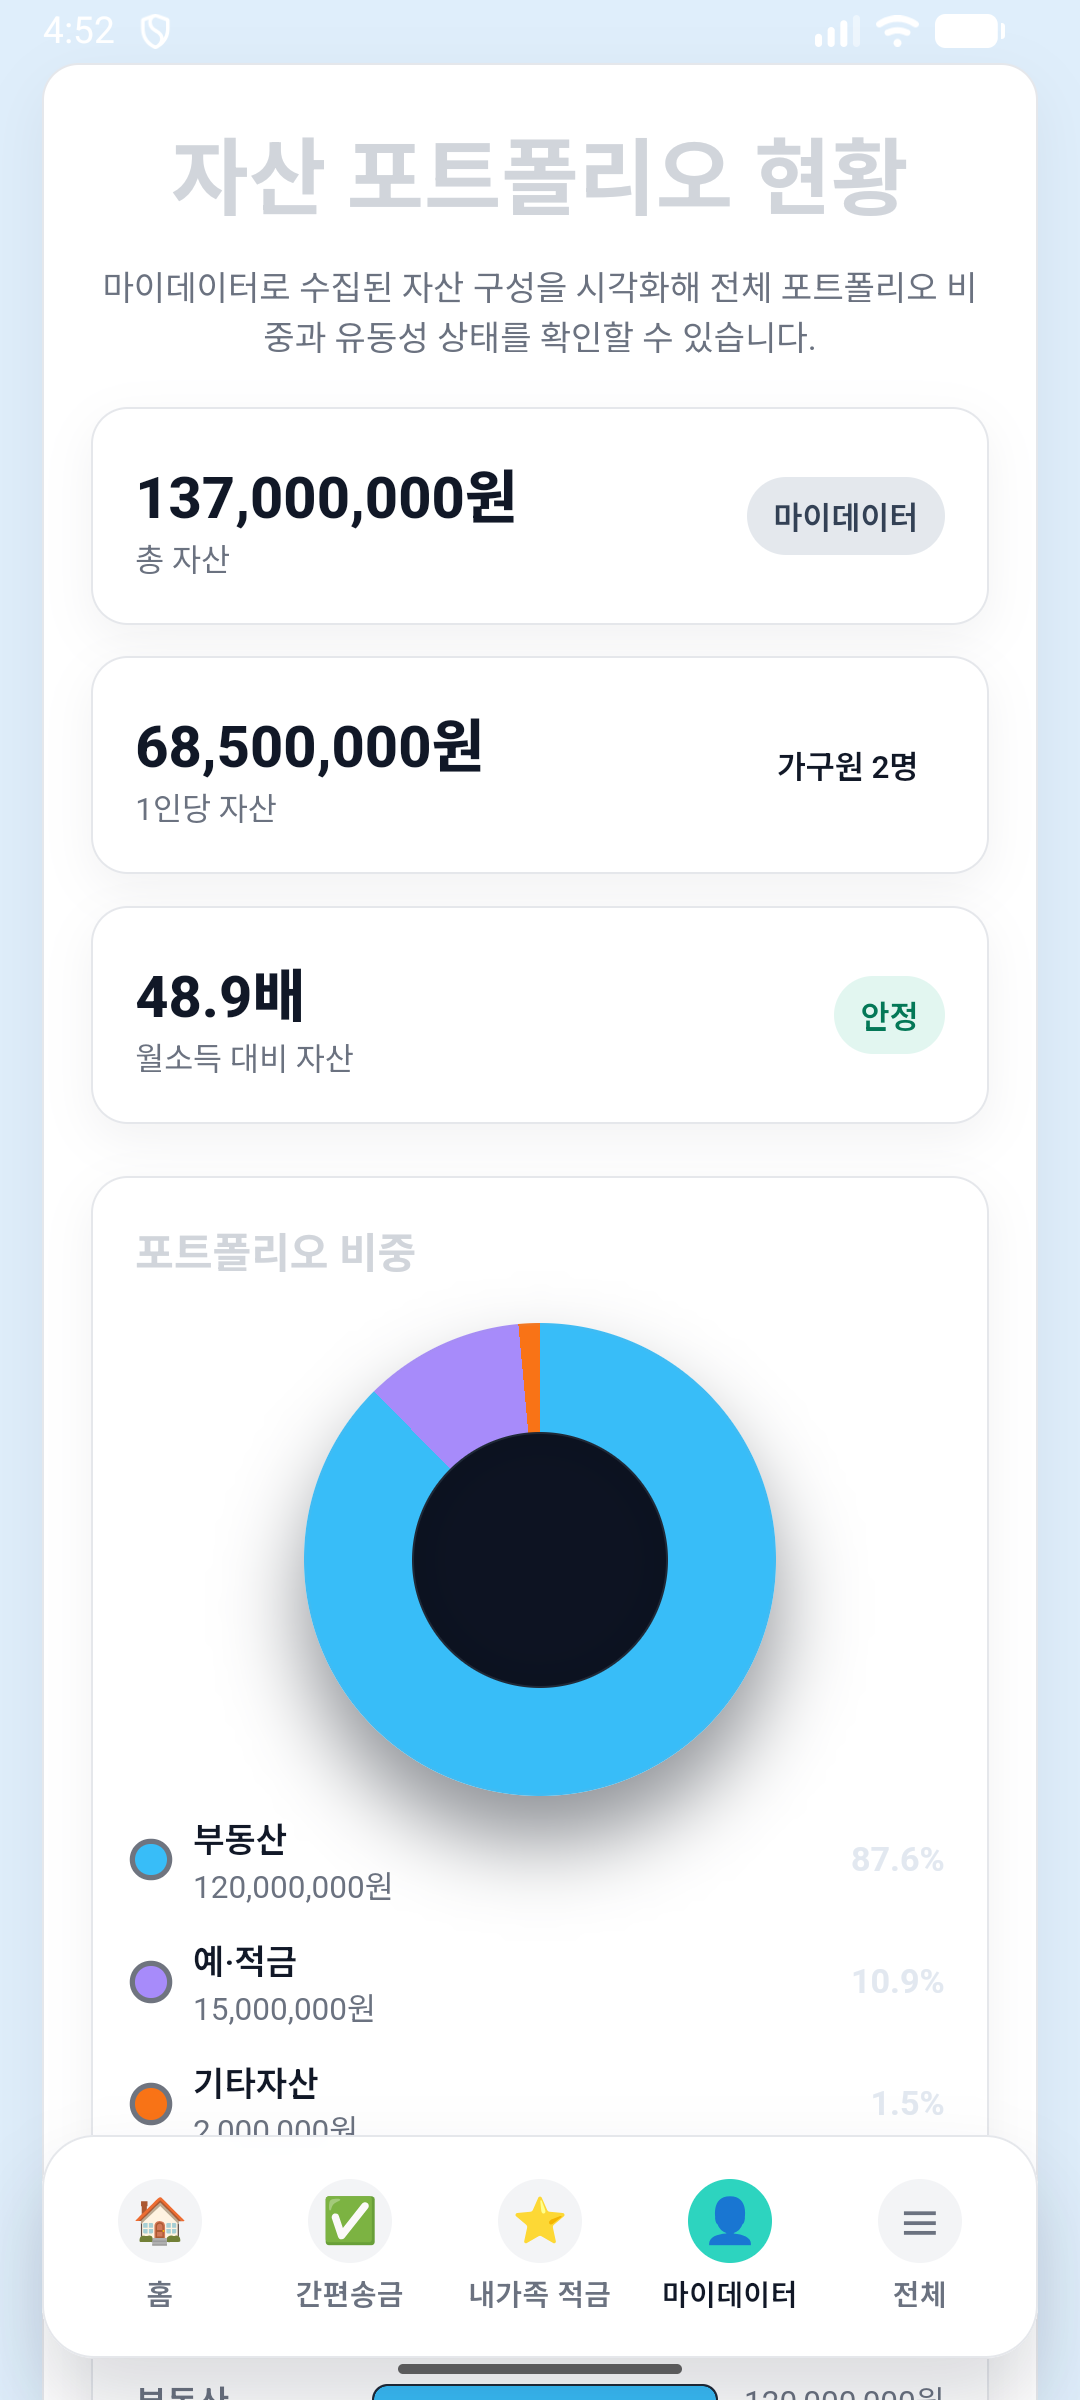 4:52
자산 포트폴리오 현황
마이데이터로 수집된 자산 구성을 시각화해 전체 포트폴리오 비
중과 유동성 상태를 확인할 수 있습니다.
137,000,000원
총 자산
마이데이터
68,500,000원
1인당 자산
가구원 2명
48.9배
월소득 대비 자산
안정
포트폴리오 비중
부동산
120,000,000원
87.6%
예·적금
15,000,000원
10.9%
기타자산
2,000,000원
1.5%
홈
간편송금
내가족 적금
마이데이터
전체
부동산
120,000,000원